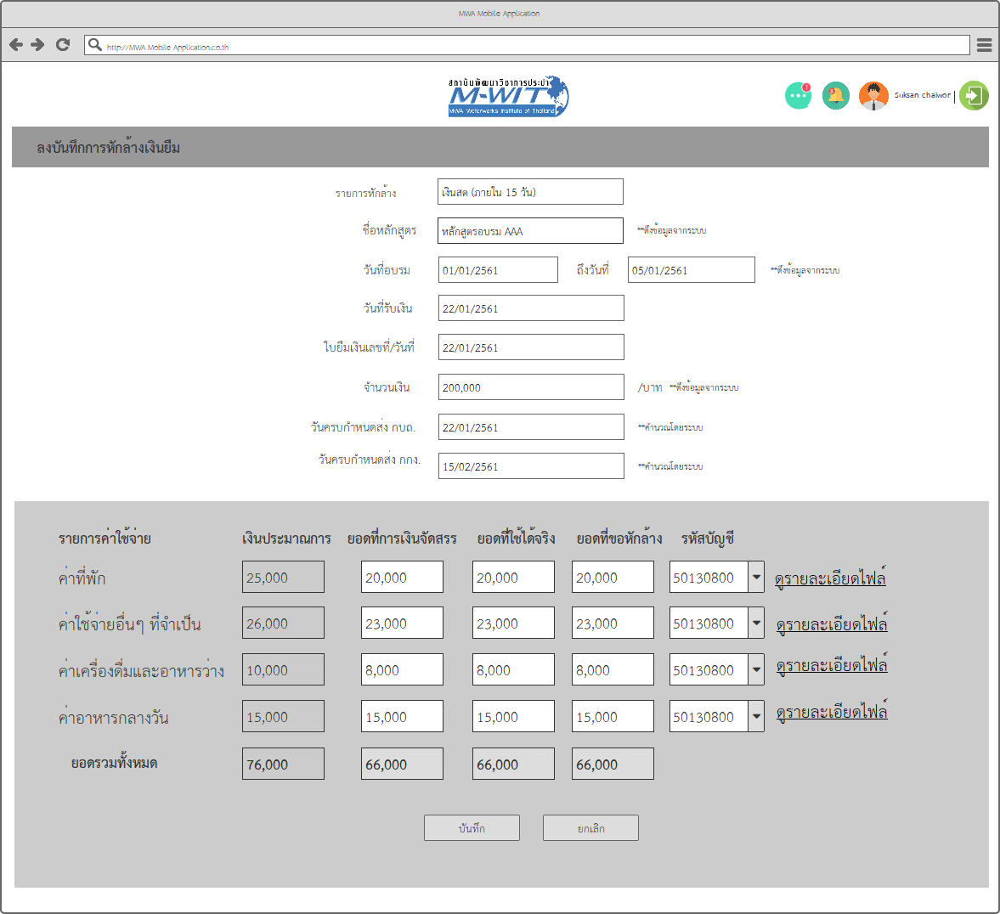 MWA Mobile Application
http://MWA Mobile Application.co.th
สถาบันพัฒนาวิชาการประปา
M-WIT
MWA Waterworks Institute of Thailand
1
5
Suksan chaiwor
ลงบันทึกการหักล้างเงินยืม
รายการหักล้าง เงินสด (ภายใน 15 วัน)
ชื่อหลักสูตร หลักสูตรอบรม AAA **ดึงข้อมูลจากระบบ
วันที่อบรม 01/01/2561 ถึงวันที่ 05/01/2561 **ดึงข้อมูลจากระบบ
วันที่รับเงิน 22/01/2561
ใบยืมเงินเลขที่/วันที่ 22/01/2561
จำนวนเงิน 200,000 /บาท **ดึงข้อมูลจากระบบ
วันครบกำหนดส่ง กบถ. 22/01/2561 **คำนวณโดยระบบ
วันครบกำหนดส่ง กกง. 15/02/2561 **คำนวณโดยระบบ
รายการค่าใช้จ่าย เงินประมาณการ ยอดที่การเงินจัดสรร ยอดที่ใช้ได้จริง ยอดที่ขอหักล้าง รหัสบัญชี
ค่าที่พัก 25,000 20,000 20,000 20,000 50130800 ดูรายละเอียดไฟล์
ค่าใช้จ่ายอื่นๆ ที่จำเป็น 26,000 23,000 23,000 23,000 50130800 ดูรายละเอียดไฟล์
ค่าเครื่องดื่มและอาหารว่าง 10,000 8,000 8,000 8,000 50130800 ดูรายละเอียดไฟล์
ค่าอาหารกลางวัน 15,000 15,000 15,000 15,000 50130800 ดูรายละเอียดไฟล์
ยอดรวมทั้งหมด 76,000 66,000 66,000 66,000
บันทึก ยกเลิก